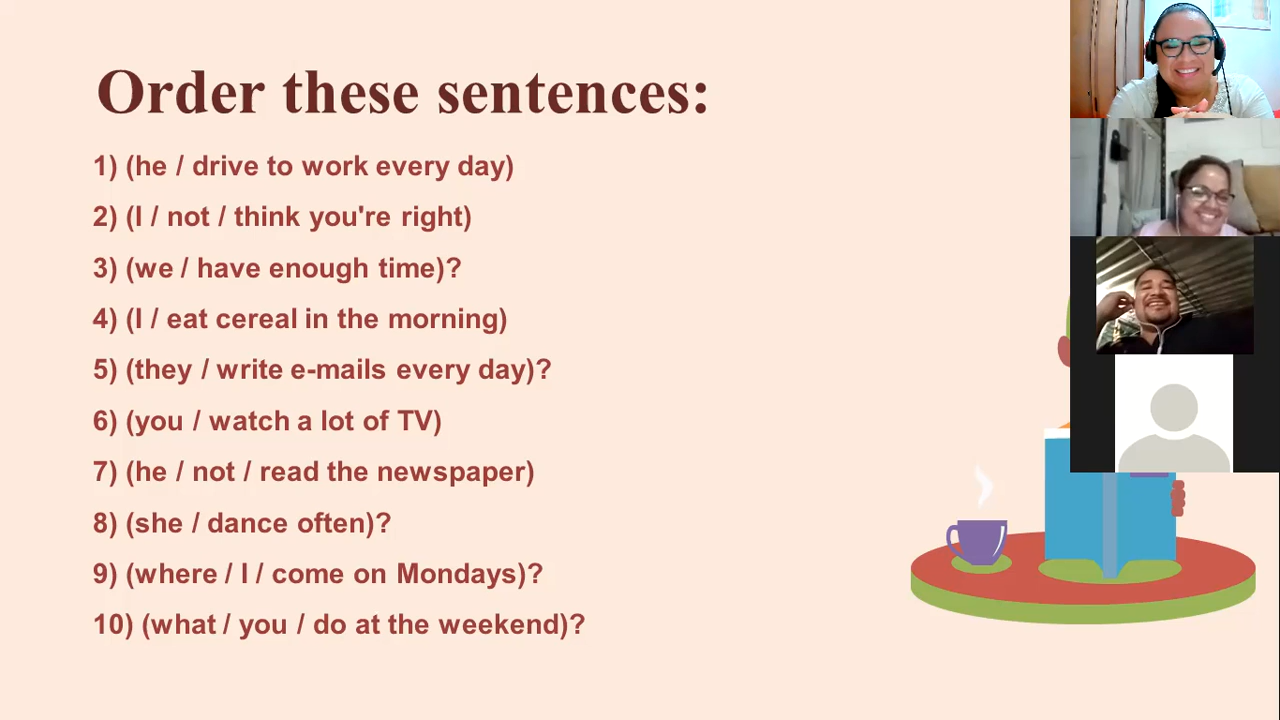 Order these sentences:
1) (he / drive to work every day)
2) (I / not / think you're right)
3) (we / have enough time)?
4) (I / eat cereal in the morning)
5) (they / write e-mails every day)?
6) (you / watch a lot of TV)
7) (he / not / read the newspaper)
8) (she / dance often)?
9) (where / I / come on Mondays)?
10) (what / you / do at the weekend)?